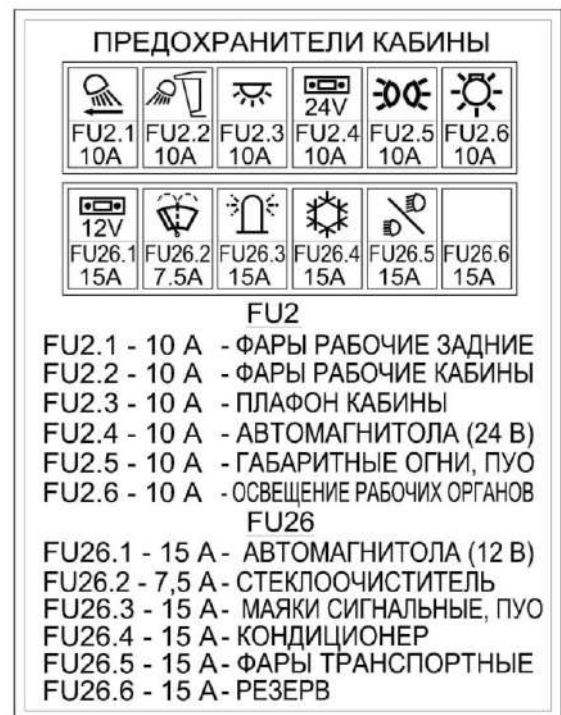 ПРЕДОХРАНИТЕЛИ КАБИНЫ
24V
FU2.1 FU2.2 FU2.3 FU2.4 FU2.5 FU2.6
10A 10A 10A 10A 10A 10A
12V
FU26.1 FU26.2 FU26.3 FU26.4 FU26.5 FU26.6
15A 7.5A 15A 15A 15A 15A
FU2
FU2.1 - 10 А - ФАРЫ РАБОЧИЕ ЗАДНИЕ
FU2.2 - 10 А - ФАРЫ РАБОЧИЕ КАБИНЫ
FU2.3 - 10 А - ПЛАФОН КАБИНЫ
FU2.4 - 10 А - АВТОМАГНИТОЛА (24 В)
FU2.5 - 10 А - ГАБАРИТНЫЕ ОГНИ, ПУО
FU2.6 - 10 А - ОСВЕЩЕНИЕ РАБОЧИХ ОРГАНОВ
FU26
FU26.1 - 15 А - АВТОМАГНИТОЛА (12 В)
FU26.2 - 7,5 А - СТЕКЛООЧИСТИТЕЛЬ
FU26.3 - 15 А - МАЯКИ СИГНАЛЬНЫЕ, ПУО
FU26.4 - 15 А - КОНДИЦИОНЕР
FU26.5 - 15 А - ФАРЫ ТРАНСПОРТНЫЕ
FU26.6 - 15 А - РЕЗЕРВ